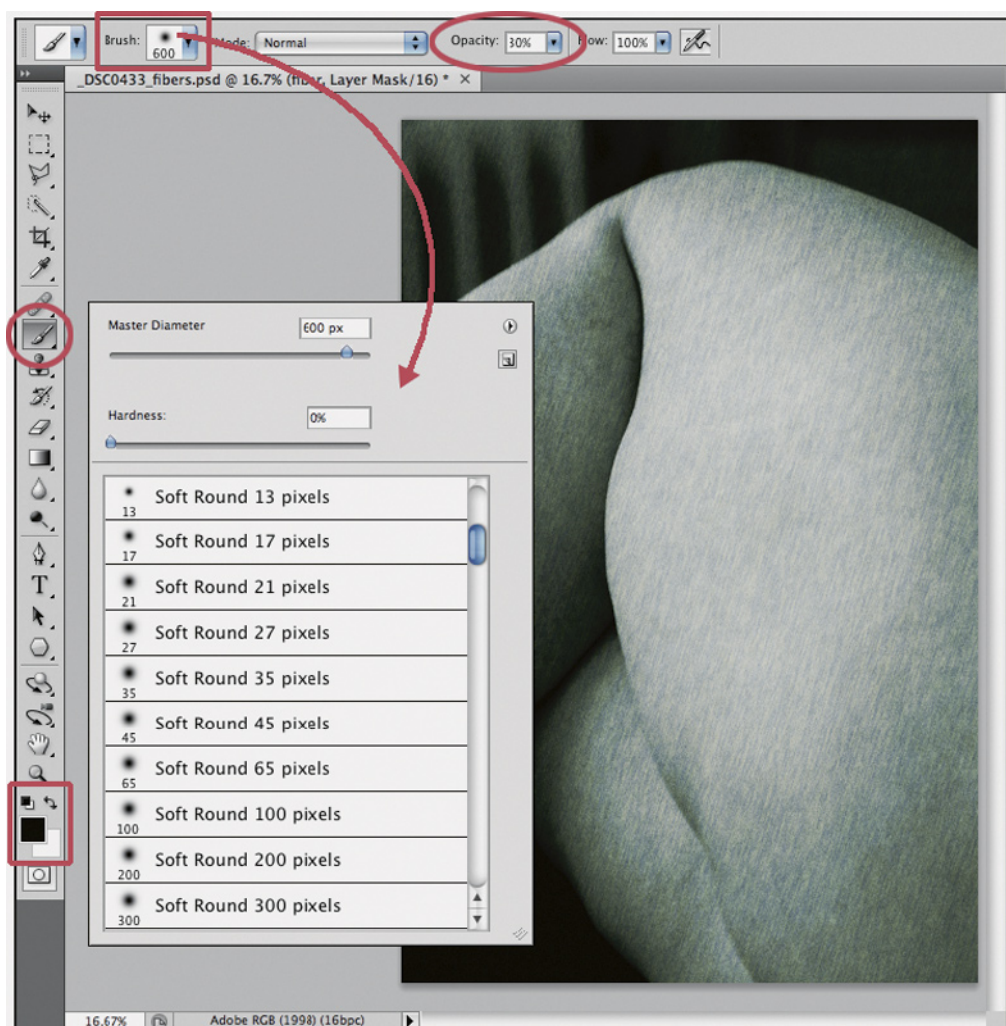 Brush:
600
Mode: Normal
Opacity: 30%
Flow: 100%
_DSC0433_fibers.psd @ 16.7% (fiber, Layer Mask/16) * ×
Master Diameter
600 px
Hardness:
0%
13
Soft Round 13 pixels
17
Soft Round 17 pixels
21
Soft Round 21 pixels
27
Soft Round 27 pixels
35
Soft Round 35 pixels
45
Soft Round 45 pixels
65
Soft Round 65 pixels
100
Soft Round 100 pixels
200
Soft Round 200 pixels
300
Soft Round 300 pixels
T
16.67%
Adobe RGB (1998) (16bpc)